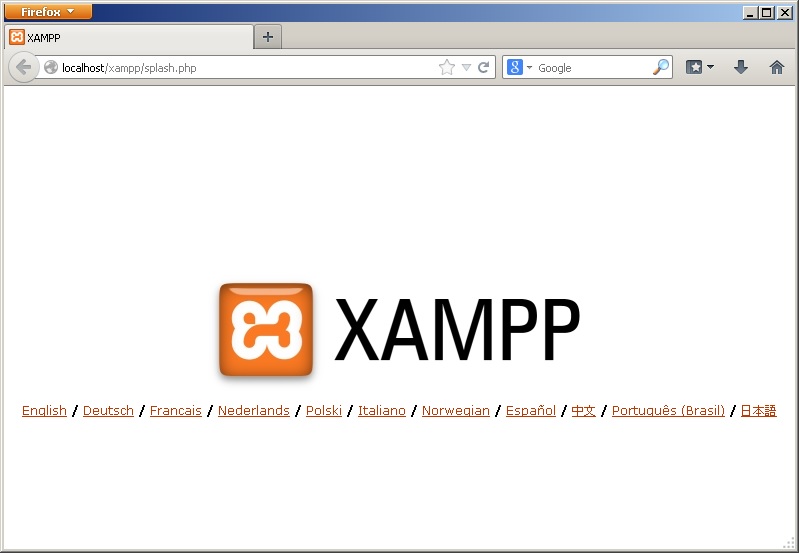 Firefox
XAMPP
localhost/xampp/splash.php
Google
XAMPP
English / Deutsch / Francais / Nederlands / Polski / Italiano / Norwegian / Español / 中文 / Português (Brasil) / 日本語